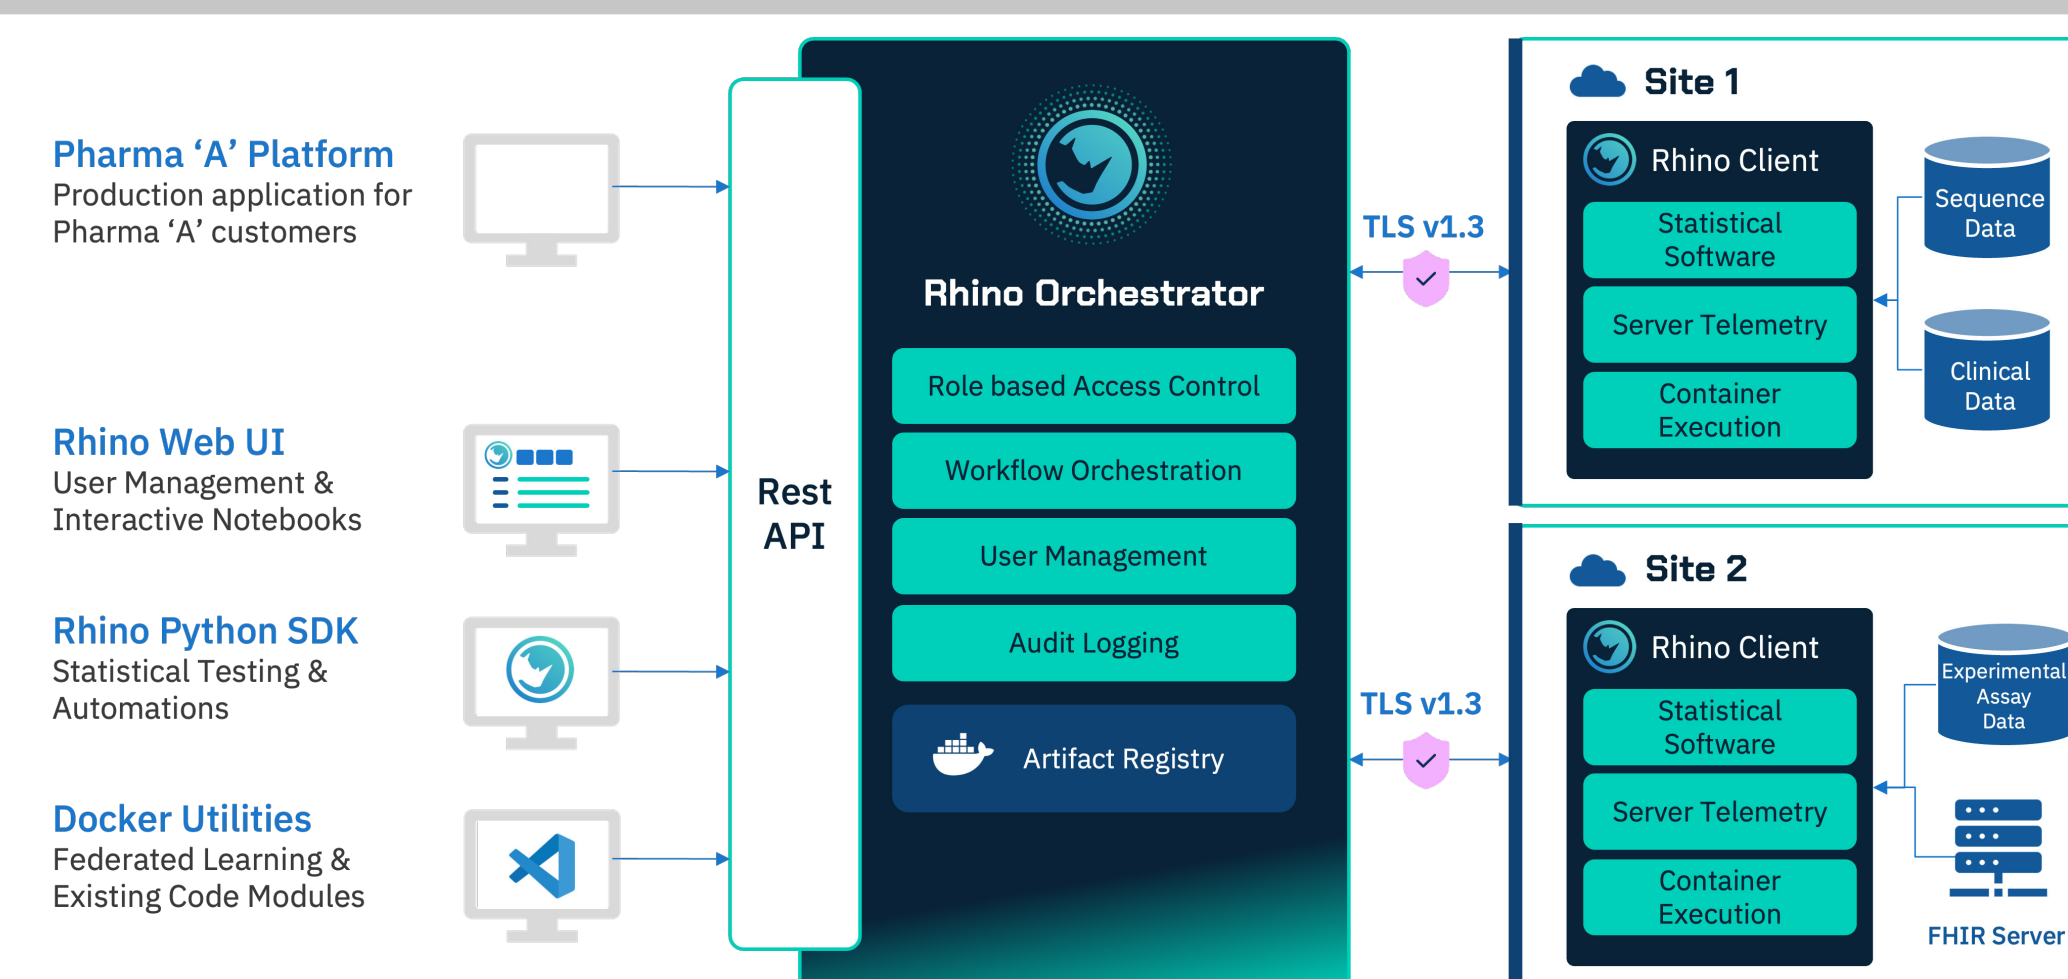 Pharma ‘A’ Platform
Production application for
Pharma ‘A’ customers
Rhino Web UI
User Management &
Interactive Notebooks
Rhino Python SDK
Statistical Testing &
Automations
Docker Utilities
Federated Learning &
Existing Code Modules
Rest
API
Rhino Orchestrator
Role based Access Control
Workflow Orchestration
User Management
Audit Logging
Artifact Registry
TLS v1.3
TLS v1.3
Site 1
Rhino Client
Statistical
Software
Server Telemetry
Container
Execution
Sequence
Data
Clinical
Data
Site 2
Rhino Client
Statistical
Software
Server Telemetry
Container
Execution
Experimental
Assay
Data
FHIR Server